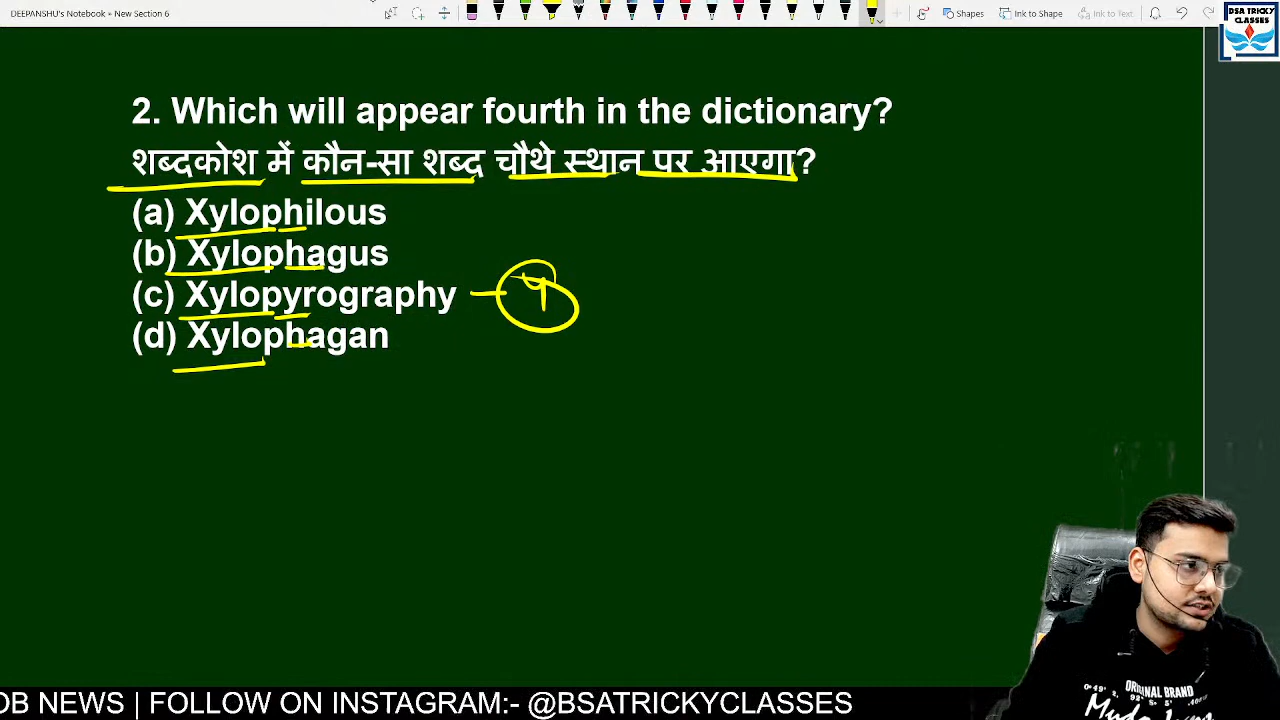 DEEPANSHU's Notebook » New Section 6
Shapes
Ink to Shape
Ink to Text
BSA TRICKY
CLASSES
2. Which will appear fourth in the dictionary?
शब्दकोश में कौन-सा शब्द चौथे स्थान पर आएगा?
(a) Xylophilous
(b) Xylophagus
(c) Xylopyrography – 4
(d) Xylophagan
ORIGINAL BRAND
OB NEWS | FOLLOW ON INSTAGRAM:- @BSATRICKYCLASSES